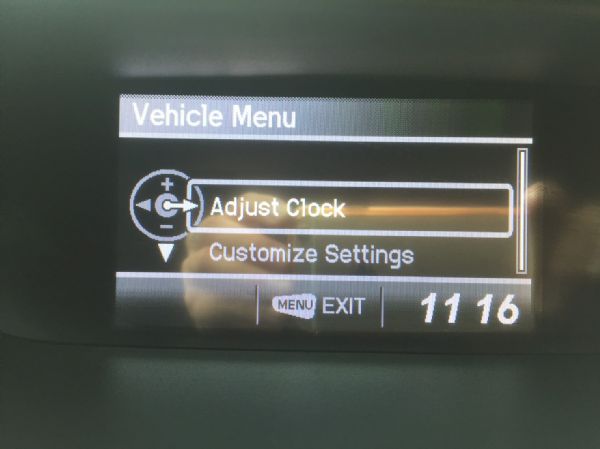 Vehicle Menu
+
Adjust Clock
-
Customize Settings
MENU EXIT
11 16